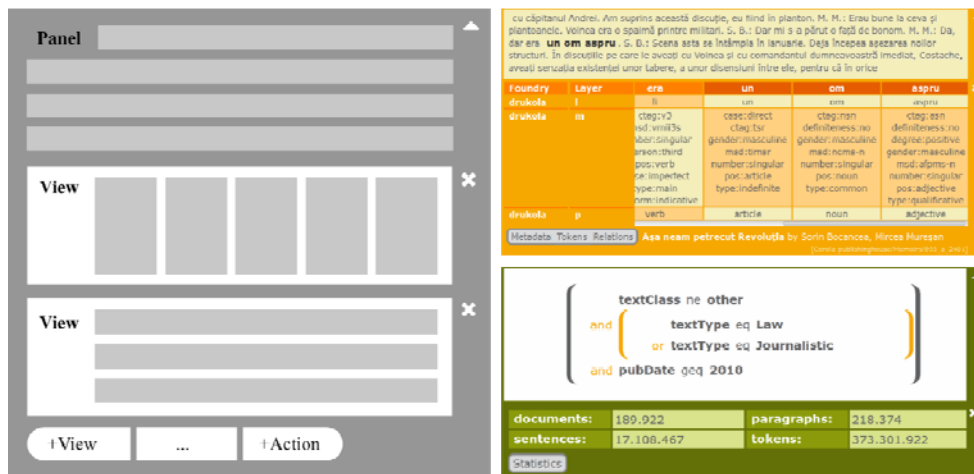 Panel
View
View
+View
...
+Action
cu căpitanul Andrei. Am suprins această discuție, eu fiind în planton. M. M.: Erau bune la ceva și
plantoanele. Voinea era o spaimă printre militari. S. B.: Dar mi s a părut o față de bonom. M. M.: Da,
dar era un om aspru . S. B.: Scena asta se întâmpla în ianuarie. Deja începea așezarea noilor
structuri. În discuțiile pe care le aveați cu Voinea și cu comandantul dumneavoastră imediat, Costache,
aveați senzația existenței unor tabere, a unor disensiuni între ele, pentru că în orice
Foundry Layer era un om aspru
drukola l fi un om aspru
drukola m ctag:v3 case:direct ctag:nsn ctag:asn
msd:vmii3s ctag:tsr definiteness:no definiteness:no
number:singular gender:masculine gender:masculine degree:positive
person:third msd:timsr msd:ncms-n gender:masculine
pos:verb number:singular number:singular msd:afpms-n
se:imperfect pos:article pos:noun number:singular
type:main type:indefinite type:common pos:adjective
orm:indicative type:qualificative
drukola p verb article noun adjective
Metadata Tokens Relations Așa neam petrecut Revoluția by Sorin Bocancea, Mircea Mureșan
textClass ne other
and textType eq Law
or textType eq Journalistic
and pubDate geq 2010
documents: 189.922 paragraphs: 218.374
sentences: 17.108.467 tokens: 373.301.922
Statistics